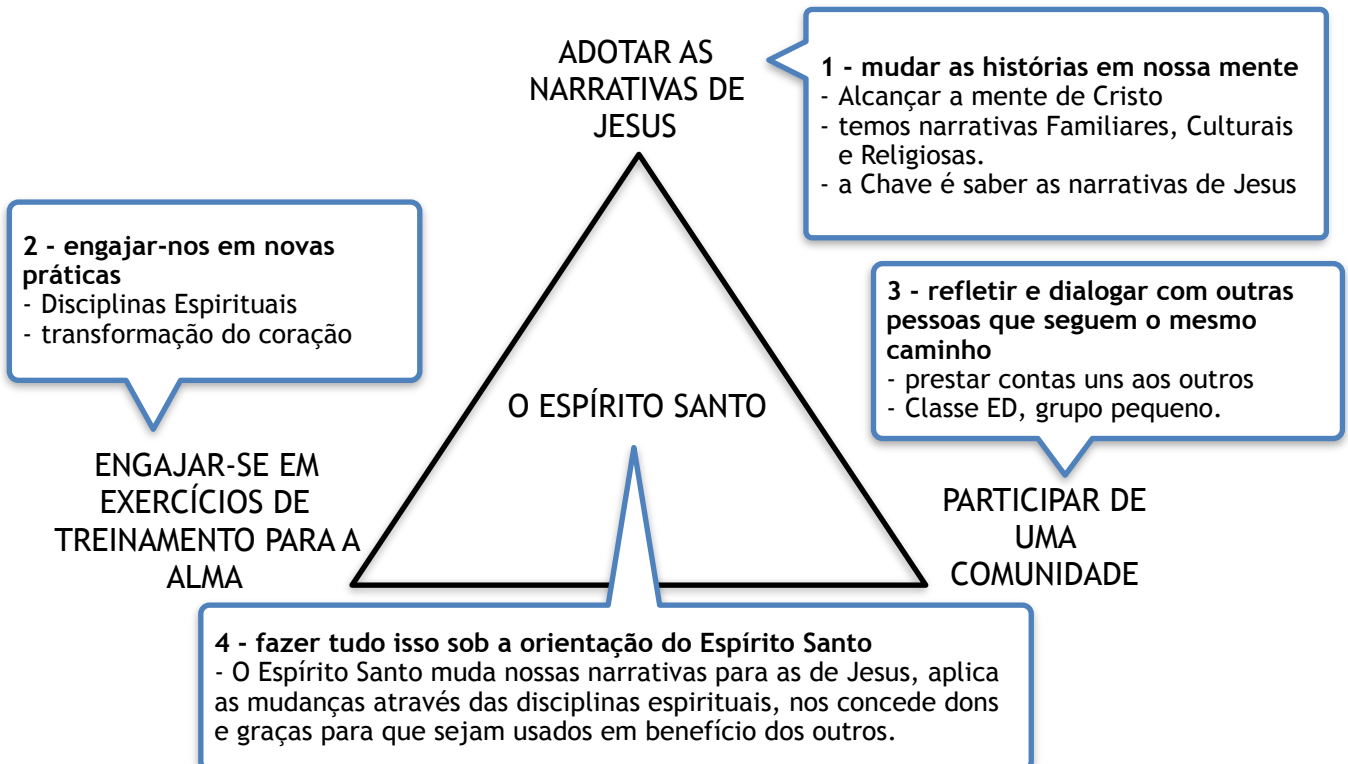 ADOTAR AS
NARRATIVAS DE
JESUS
1 - mudar as histórias em nossa mente
- Alcançar a mente de Cristo
- temos narrativas Familiares, Culturais
e Religiosas.
- a Chave é saber as narrativas de Jesus
2 - engajar-nos em novas
práticas
- Disciplinas Espirituais
- transformação do coração
3 - refletir e dialogar com outras
pessoas que seguem o mesmo
caminho
- prestar contas uns aos outros
- Classe ED, grupo pequeno.
O ESPÍRITO SANTO
ENGAJAR-SE EM
EXERCÍCIOS DE
TREINAMENTO PARA A
ALMA
PARTICIPAR DE
UMA
COMUNIDADE
4 - fazer tudo isso sob a orientação do Espírito Santo
- O Espírito Santo muda nossas narrativas para as de Jesus, aplica
as mudanças através das disciplinas espirituais, nos concede dons
e graças para que sejam usados em benefício dos outros.